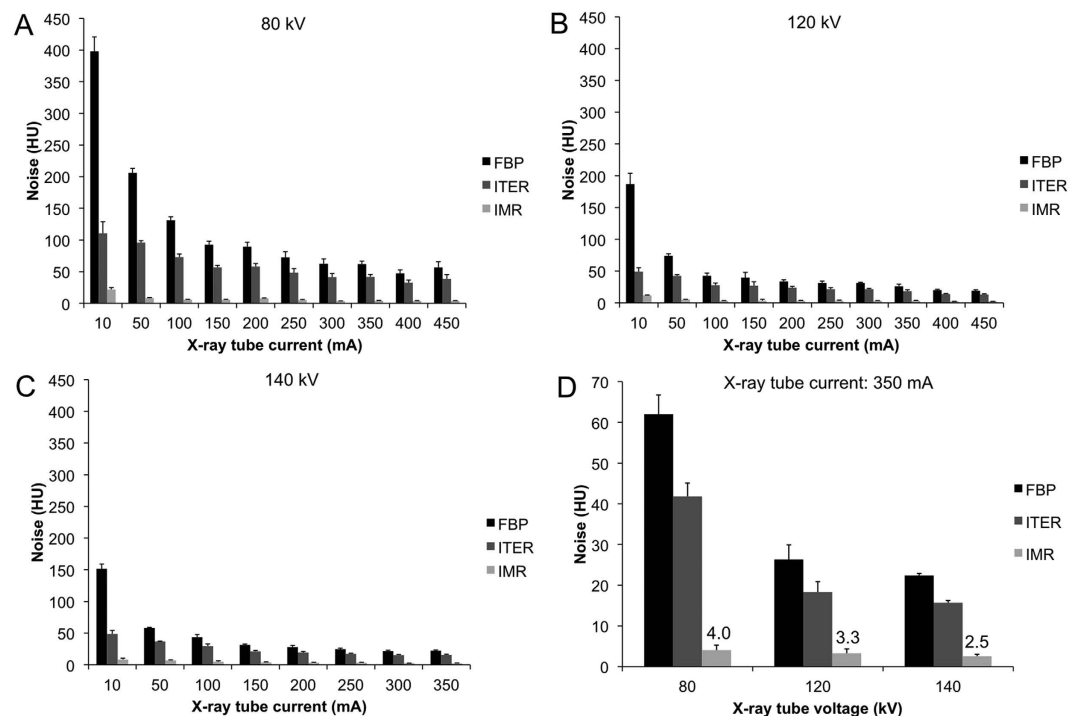 A
80 kV
Noise (HU)
450
400
350
300
250
200
150
100
50
0
10 50 100 150 200 250 300 350 400 450
X-ray tube current (mA)
FBP
ITER
IMR
B
120 kV
Noise (HU)
450
400
350
300
250
200
150
100
50
0
10 50 100 150 200 250 300 350 400 450
X-ray tube current (mA)
FBP
ITER
IMR
C
140 kV
Noise (HU)
450
400
350
300
250
200
150
100
50
0
10 50 100 150 200 250 300 350
X-ray tube current (mA)
FBP
ITER
IMR
D
X-ray tube current: 350 mA
Noise (HU)
70
60
50
40
30
20
10
0
4.0
3.3
2.5
80 120 140
X-ray tube voltage (kV)
FBP
ITER
IMR